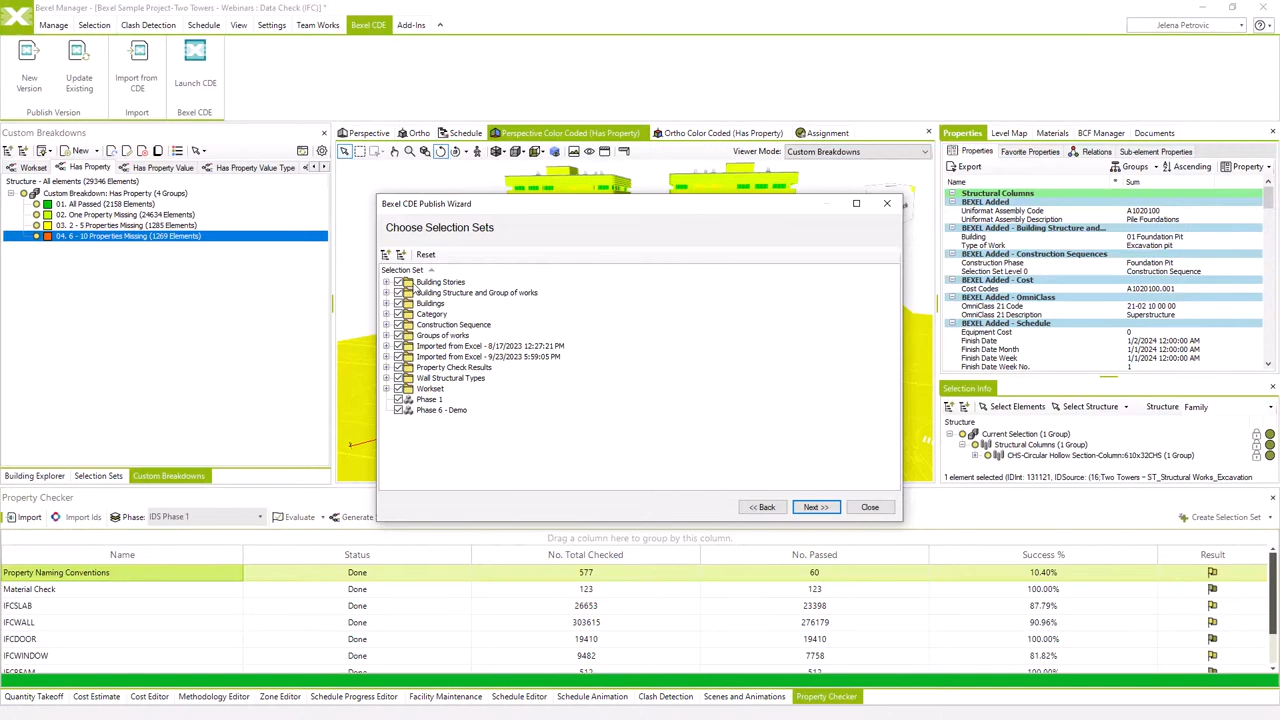 Bexel Manager - Bexel Sample Project-Two Towers - Webinars : Data Check (IFC) *
Manage Selection Clash Detection Schedule View Settings Team Works Bexel CDE Add-Ins
Jelena Petrovic
New Version
Update Existing
Import from CDE
Launch CDE
Publish Version Import Bexel CDE
Custom Breakdowns
New
Workset Has Property Has Property Value Has Property Value Type
Structure - All elements (29346 Elements)
Custom Breakdown: Has Property (4 Groups)
01. All Passed (2158 Elements)
02. One Property Missing (24634 Elements)
03. 2 - 5 Properties Missing (1285 Elements)
04. 6 - 10 Properties Missing (1269 Elements)
Building Explorer Selection Sets Custom Breakdowns
Perspective Ortho Schedule Perspective Color Coded (Has Property) Ortho Color Coded (Has Property) Assignment
Viewer Mode: Custom Breakdowns
Bexel CDE Publish Wizard
Choose Selection Sets
Reset
Selection Set
Building Stories
Building Structure and Group of works
Buildings
Category
Construction Sequence
Groups of works
Imported from Excel - 8/17/2023 12:27:21 PM
Imported from Excel - 9/23/2023 5:59:05 PM
Property Check Results
Wall Structural Types
Workset
Phase 1
Phase 6 - Demo
<< Back Next >> Close
Properties Level Map Materials BCF Manager Documents
Properties Favorite Properties Relations Sub-element Properties
Export Groups Ascending Property
Name Sum
Structural Columns
BEXEL Added
Uniformat Assembly Code A1020100
Uniformat Assembly Description Pile Foundations
BEXEL Added - Building Structure and...
Building 01 Foundation Pit
Type of Work Excavation pit
BEXEL Added - Construction Sequences
Construction Phase Foundation Pit
Selection Set Level 0 Construction Sequence
BEXEL Added - Cost
Cost Codes A1020100.001
BEXEL Added - OmniClass
OmniClass 21 Code 21-02 10 00 00
OmniClass 21 Description Superstructure
BEXEL Added - Schedule
Equipment Cost 0
Finish Date 1/2/2024 12:00:00 AM
Finish Date Month 1/1/2024 12:00:00 AM
Finish Date Week 1/1/2024 12:00:00 AM
Finish Date Week No. 1
Selection Info
Select Elements Select Structure Structure Family
Structure
Current Selection (1 Group)
Structural Columns (1 Group)
CHS-Circular Hollow Section-Column:610x32CHS (1 Group)
1 element selected (IDInt: 131121, IDSource: (16;Two Towers – ST_Structural Works_Excavation
Property Checker
Import Import Ids Phase: IDS Phase 1 Evaluate Generate
Create Selection Set
Drag a column here to group by this column.
Name Status No. Total Checked No. Passed Success % Result
Property Naming Conventions Done 577 60 10.40%
Material Check Done 123 123 100.00%
IFCSLAB Done 26653 23398 87.79%
IFCWALL Done 303615 276179 90.96%
IFCDOOR Done 19410 19410 100.00%
IFCWINDOW Done 9482 7758 81.82%
IFCBEAM Done 512 512 100.00%
Quantity Takeoff Cost Estimate Cost Editor Methodology Editor Zone Editor Schedule Progress Editor Facility Maintenance Schedule Editor Schedule Animation Clash Detection Scenes and Animations Property Checker